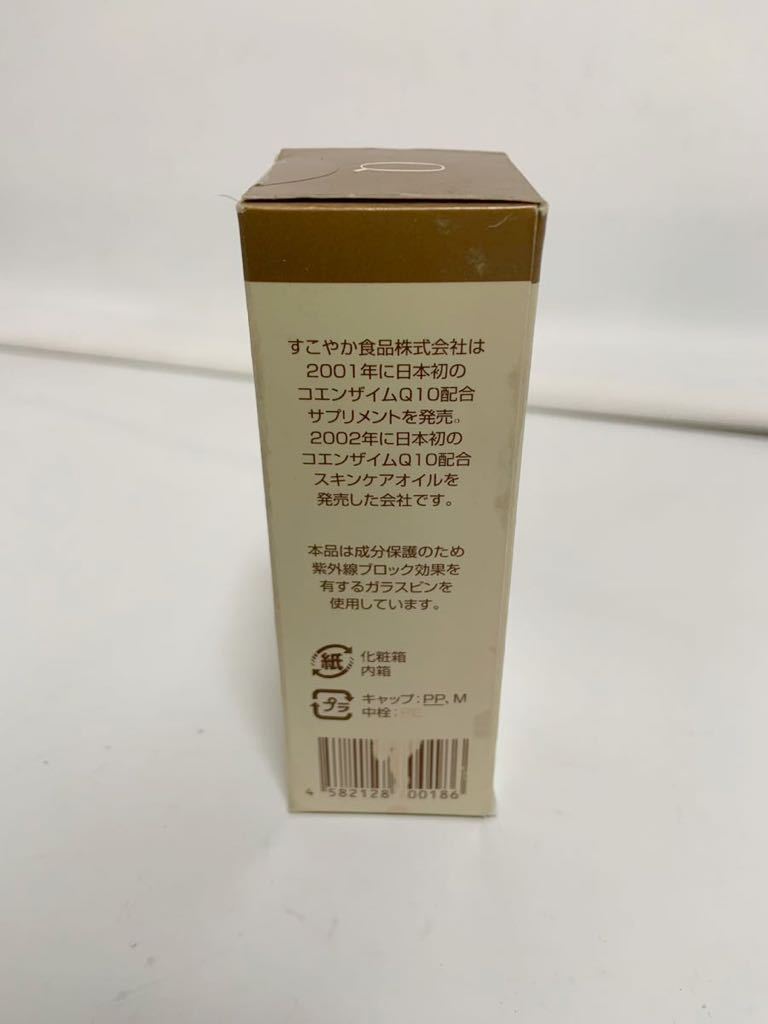 すこやか食品株式会社は
2001年に日本初の
コエンザイムQ10配合
サプリメントを発売。
2002年に日本初の
コエンザイムQ10配合
スキンケアオイルを
発売した会社です。
本品は成分保護のため
紫外線ブロック効果を
有するガラスビンを
使用しています。
紙 化粧箱
内箱
プラ キャップ:PP、M
中栓:
4 582128 00186